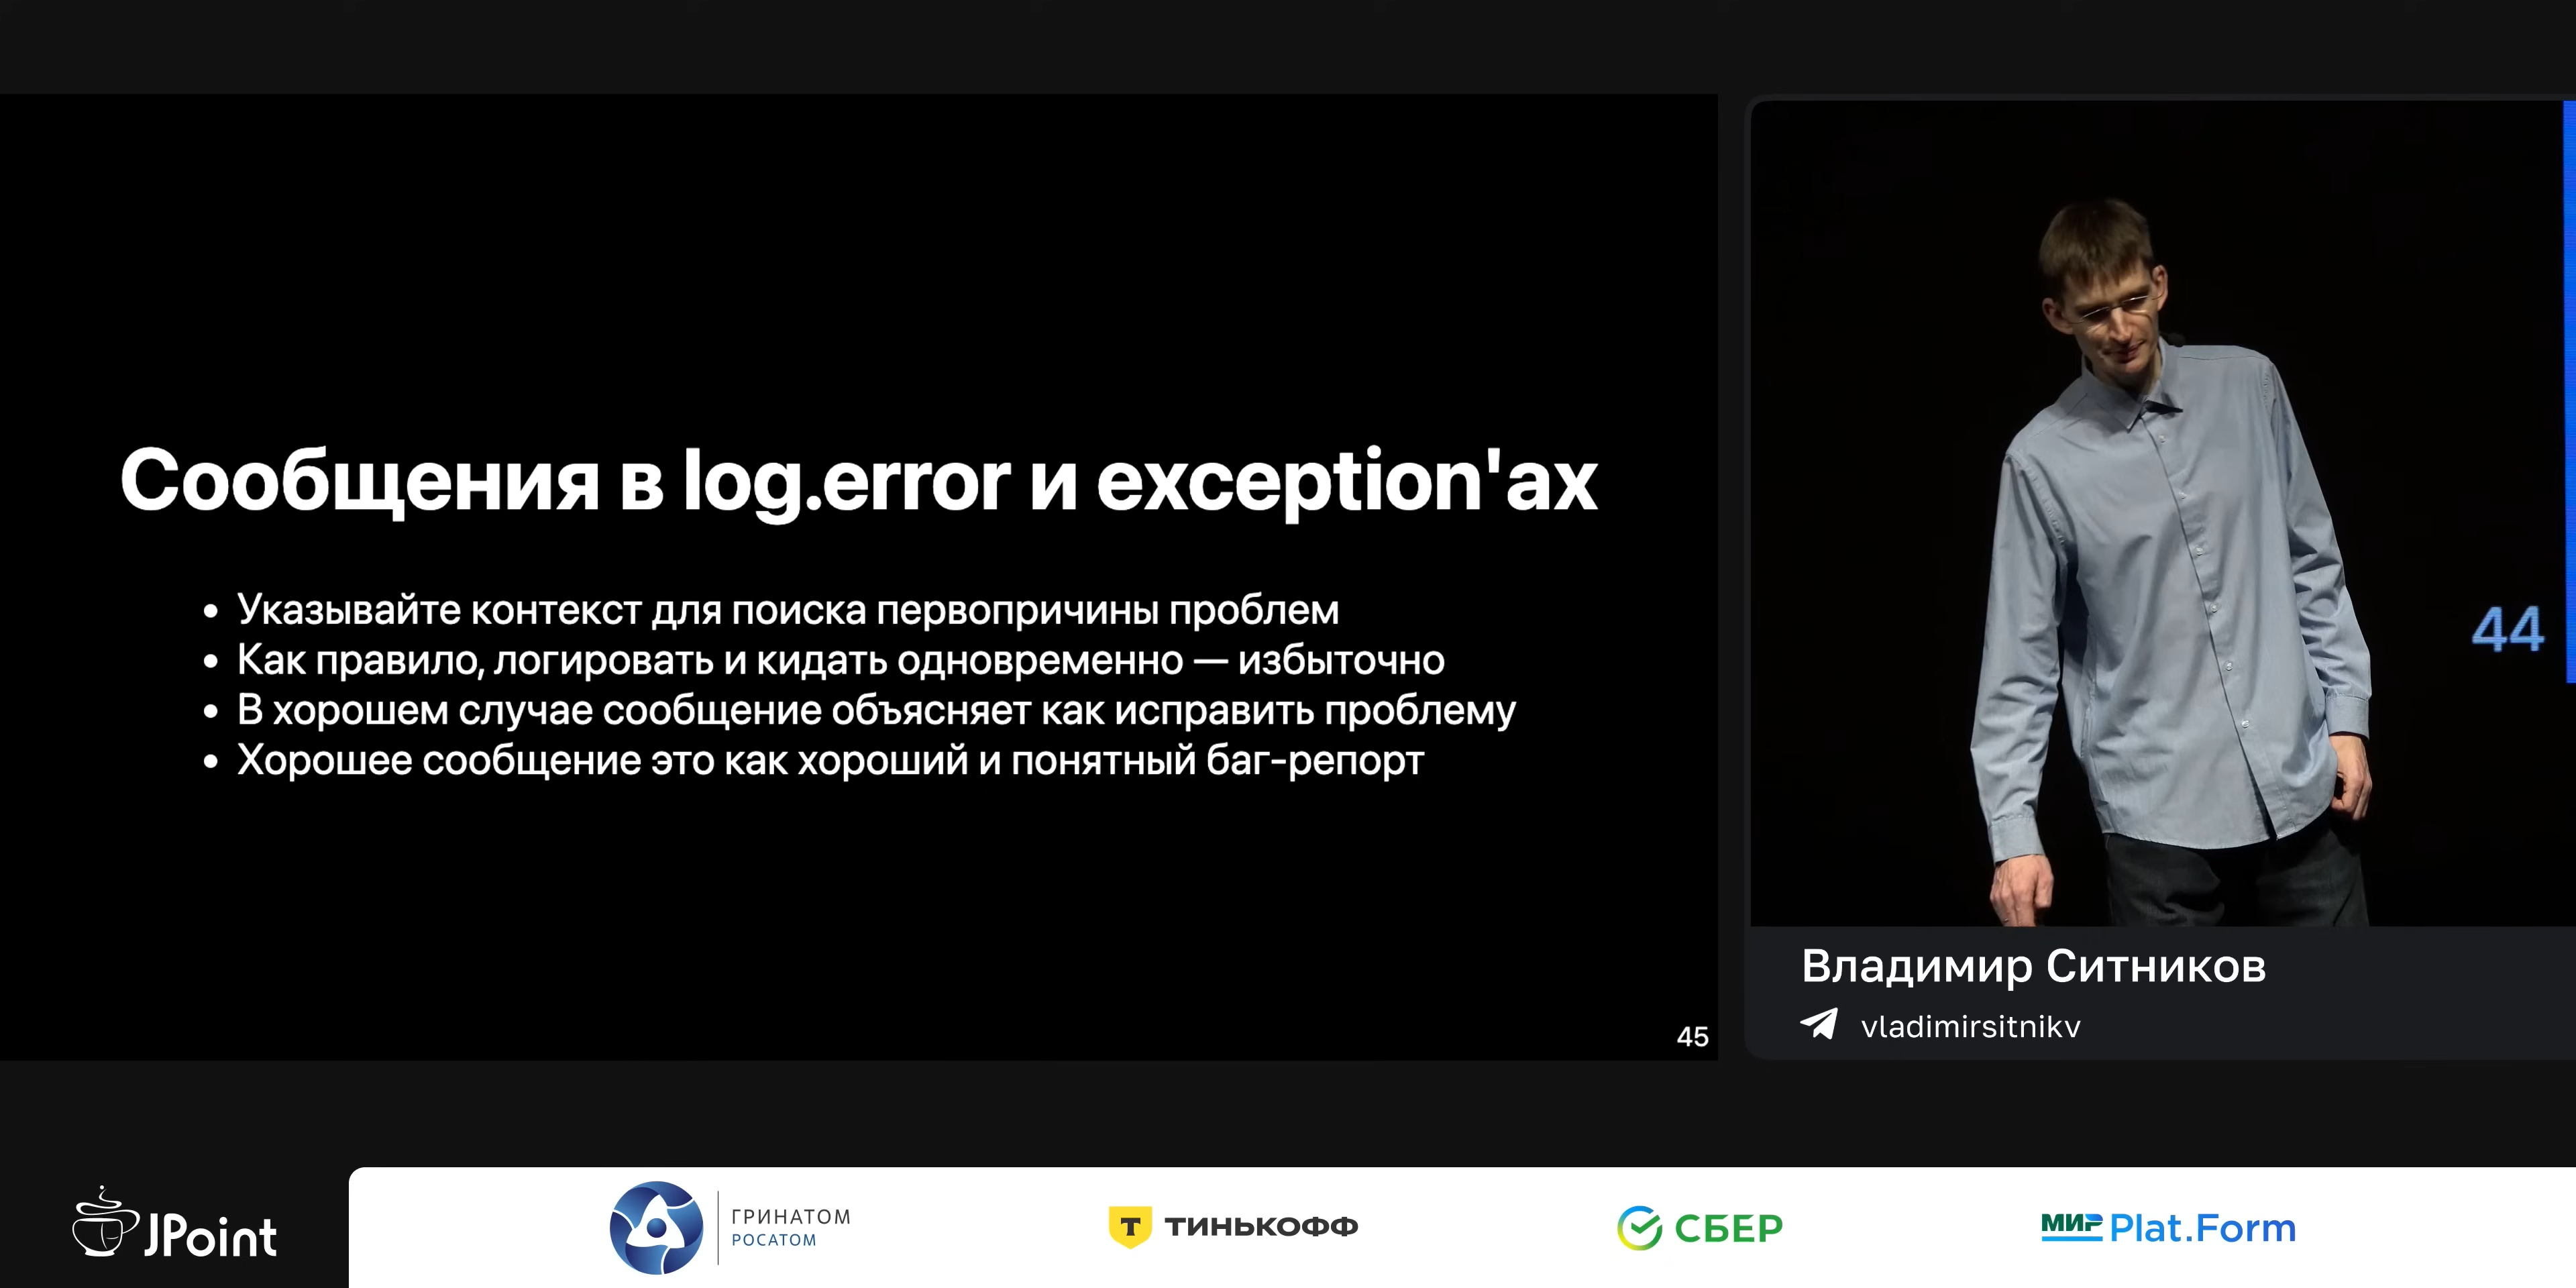 Сообщения в log.error и exception'ах
• Указывайте контекст для поиска первопричины проблем
• Как правило, логировать и кидать одновременно — избыточно
• В хорошем случае сообщение объясняет как исправить проблему
• Хорошее сообщение это как хороший и понятный баг-репорт
45
44
Владимир Ситников
vladimirsitnikv
JPoint
ГРИНАТОМ
РОСАТОМ
Т ТИНЬКОФФ
СБЕР
МИР Plat.Form